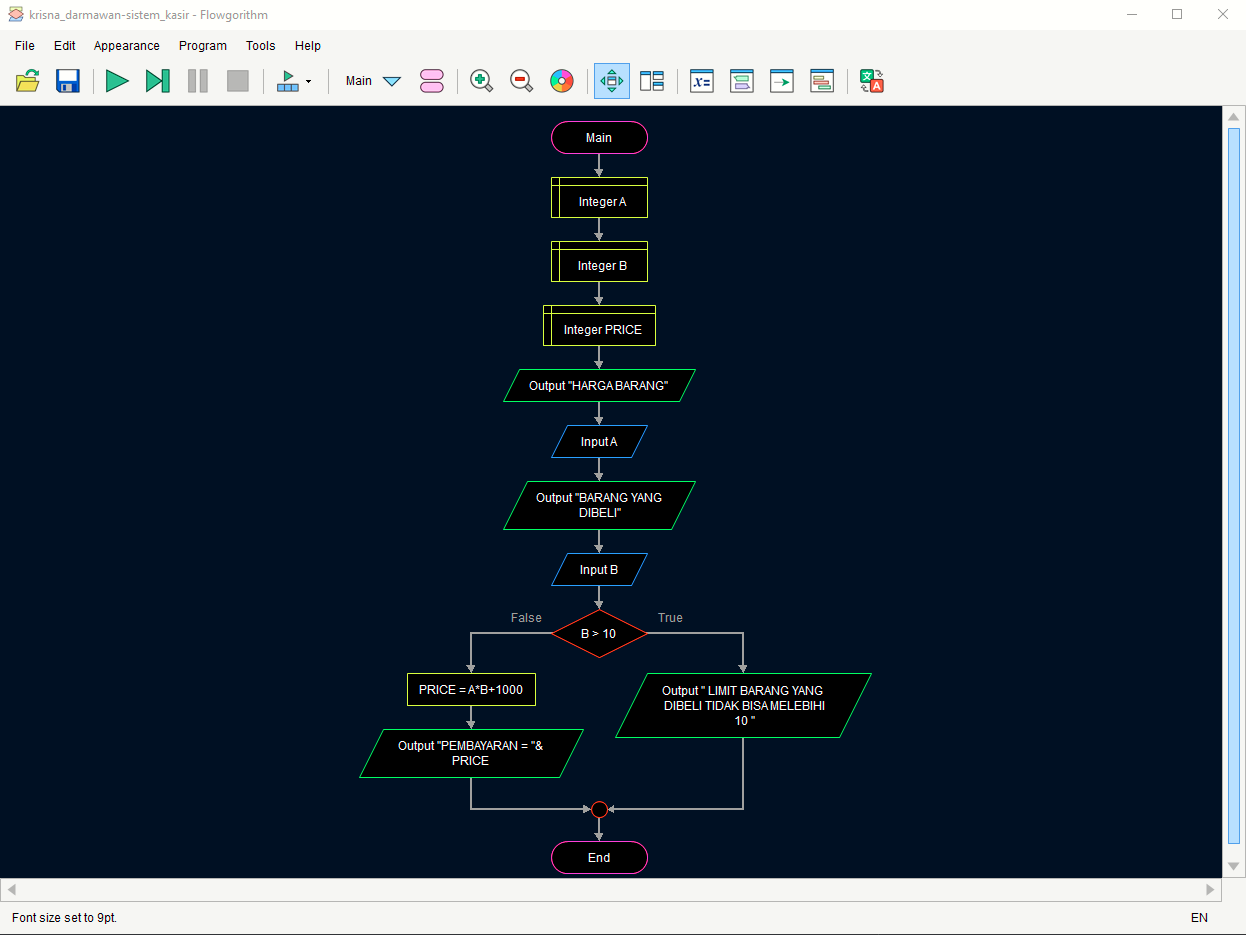 krisna_darmawan-sistem_kasir - Flowgorithm
File Edit Appearance Program Tools Help
Main
Main
Integer A
Integer B
Integer PRICE
Output "HARGA BARANG"
Input A
Output "BARANG YANG
DIBELI"
Input B
False
True
B > 10
PRICE = A*B+1000
Output "PEMBAYARAN = "&
PRICE
Output " LIMIT BARANG YANG
DIBELI TIDAK BISA MELEBIHI
10 "
End
Font size set to 9pt.
EN